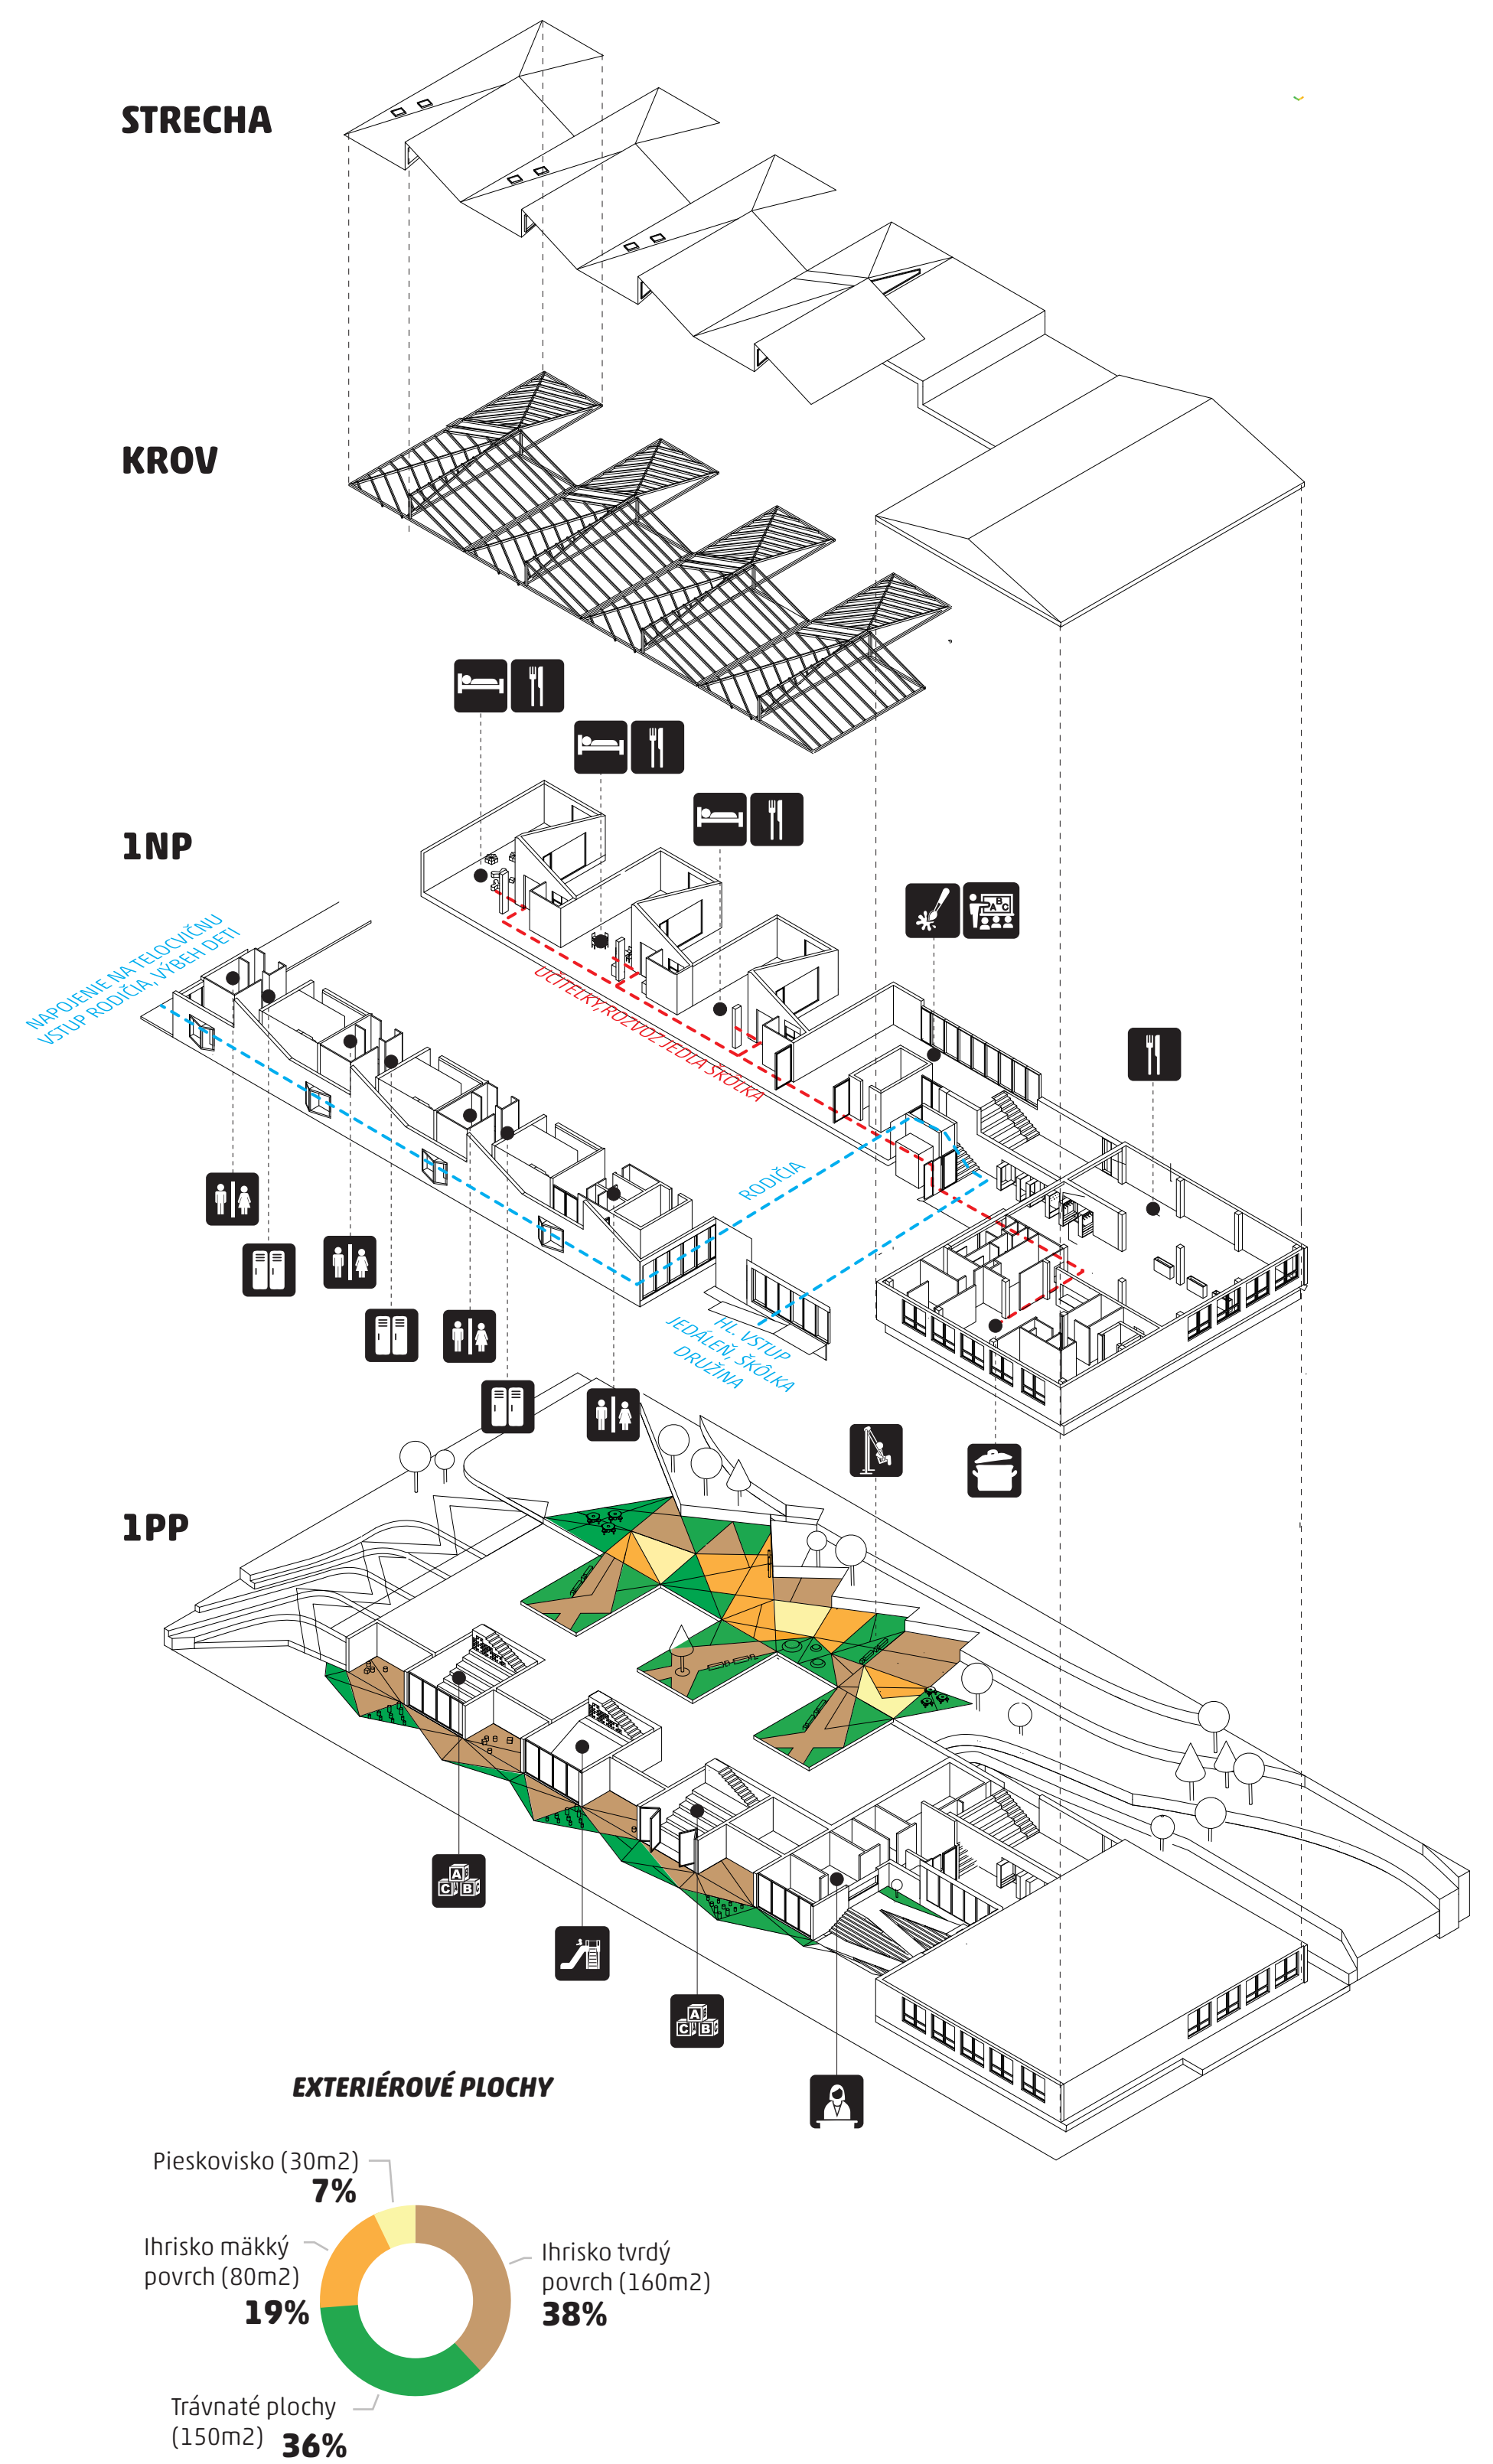 STRECHA
KROV
1NP
NAPOJENIE NA TELOCVIČNU
VSTUP RODIČIA, VÝBEH DETI
UČITEĽKY, ROZVOZ JEDLA ŠKÔLKA
A B C
RODIČIA
HL. VSTUP
JEDÁLEŇ, ŠKÔLKA
DRUŽINA
1PP
A
C B
A
C B
EXTERIÉROVÉ PLOCHY
Pieskovisko (30m2)
7%
Ihrisko mäkký
povrch (80m2)
19%
Ihrisko tvrdý
povrch (160m2)
38%
Trávnaté plochy
(150m2) 36%